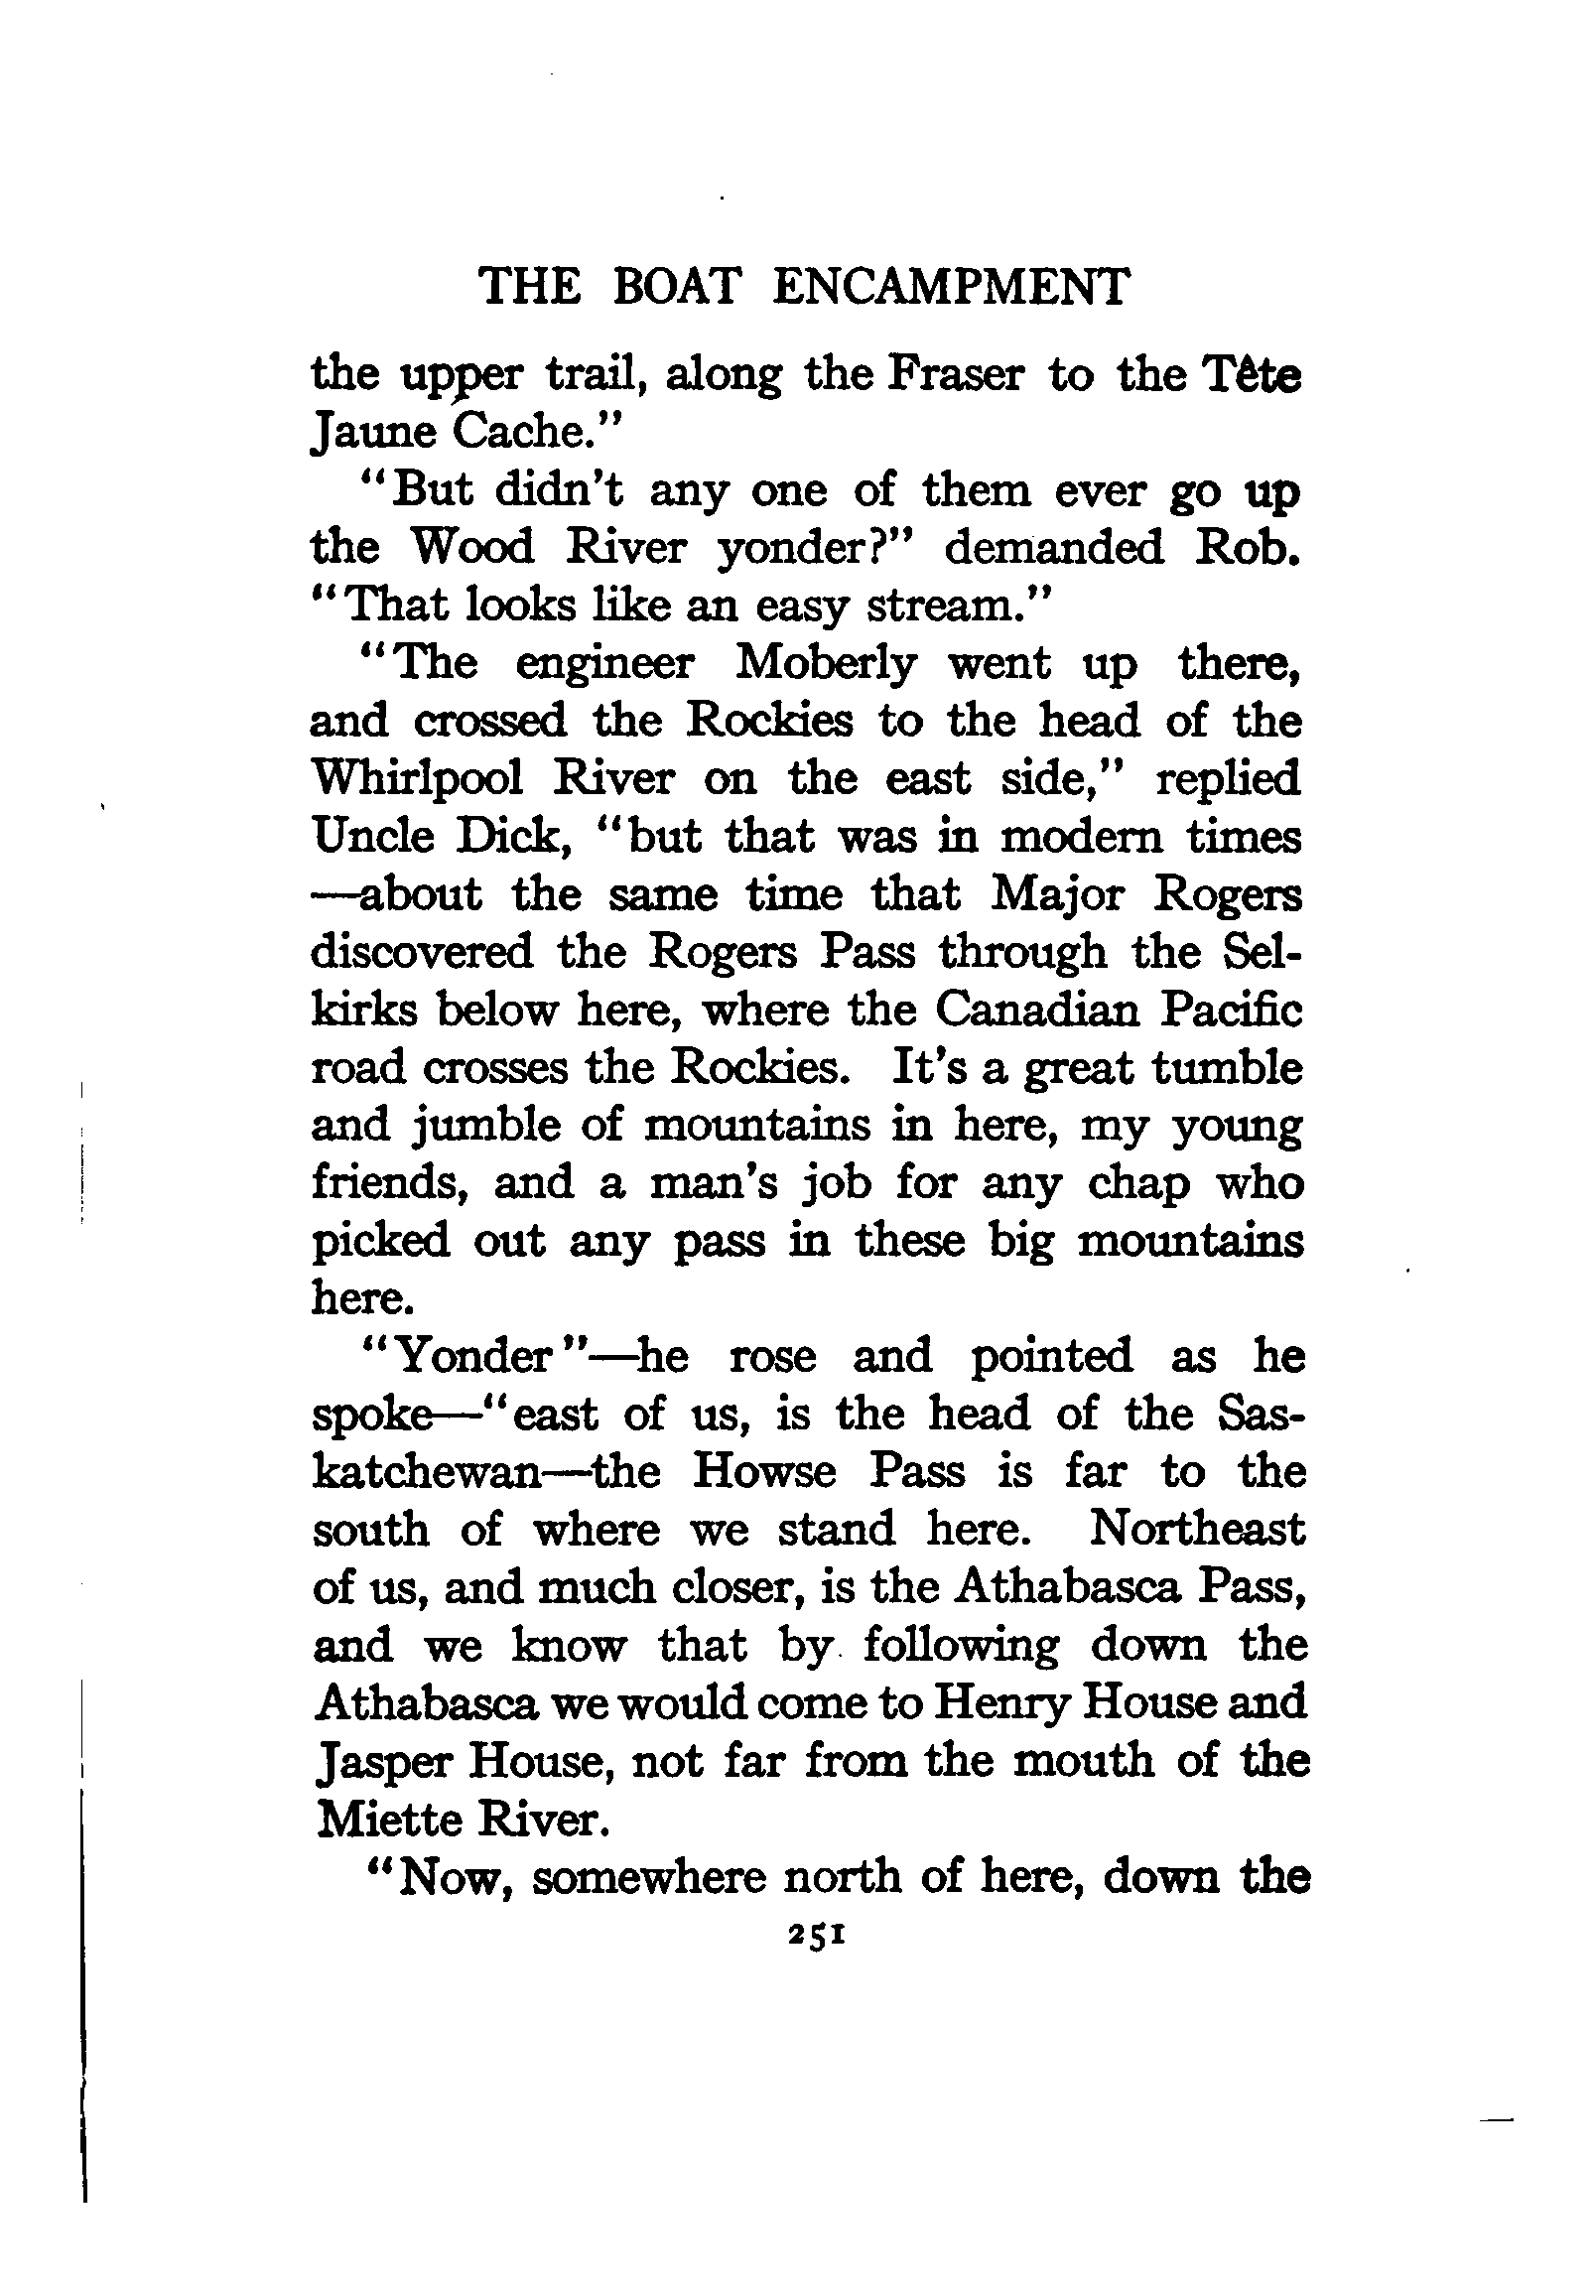 THE BOAT ENCAMPMENT
the upper trail, along the Fraser to the Tête
Jaune Cache."
"But didn't any one of them ever go up
the Wood River yonder?" demanded Rob.
"That looks like an easy stream."
"The engineer Moberly went up there,
and crossed the Rockies to the head of the
Whirlpool River on the east side," replied
Uncle Dick, "but that was in modern times
—about the same time that Major Rogers
discovered the Rogers Pass through the Sel-
kirks below here, where the Canadian Pacific
road crosses the Rockies. It's a great tumble
and jumble of mountains in here, my young
friends, and a man's job for any chap who
picked out any pass in these big mountains
here.
"Yonder"—he rose and pointed as he
spoke—"east of us, is the head of the Sas-
katchewan—the Howse Pass is far to the
south of where we stand here. Northeast
of us, and much closer, is the Athabasca Pass,
and we know that by following down the
Athabasca we would come to Henry House and
Jasper House, not far from the mouth of the
Miette River.
"Now, somewhere north of here, down the
251